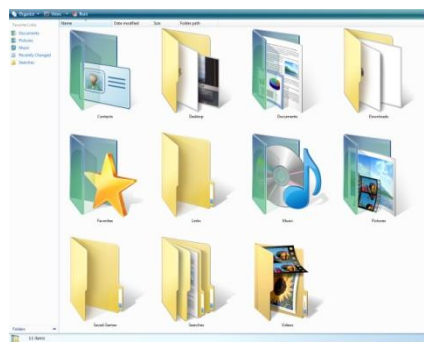 Organize Views Burn
Favorite Links
Name Date modified Size Folder path
Documents
Pictures
Music
Recently Changed
Searches
Contacts Desktop Documents Downloads
Favorites Links Music Pictures
Saved Games Searches Videos
Folders
11 items